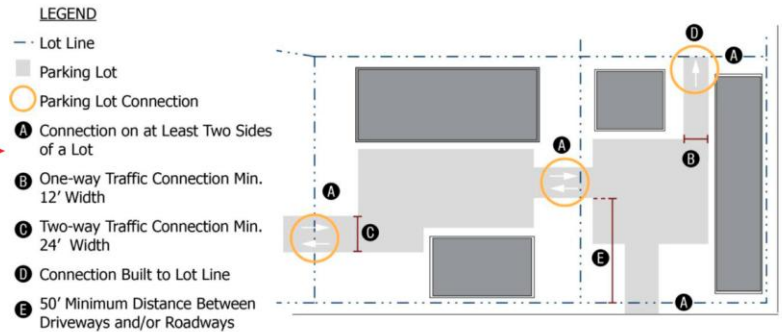 LEGEND
Lot Line
Parking Lot
Parking Lot Connection
A Connection on at Least Two Sides
of a Lot
B One-way Traffic Connection Min.
12' Width
C Two-way Traffic Connection Min.
24' Width
D Connection Built to Lot Line
E 50' Minimum Distance Between
Driveways and/or Roadways
D
A
A
B
A
C
E
A